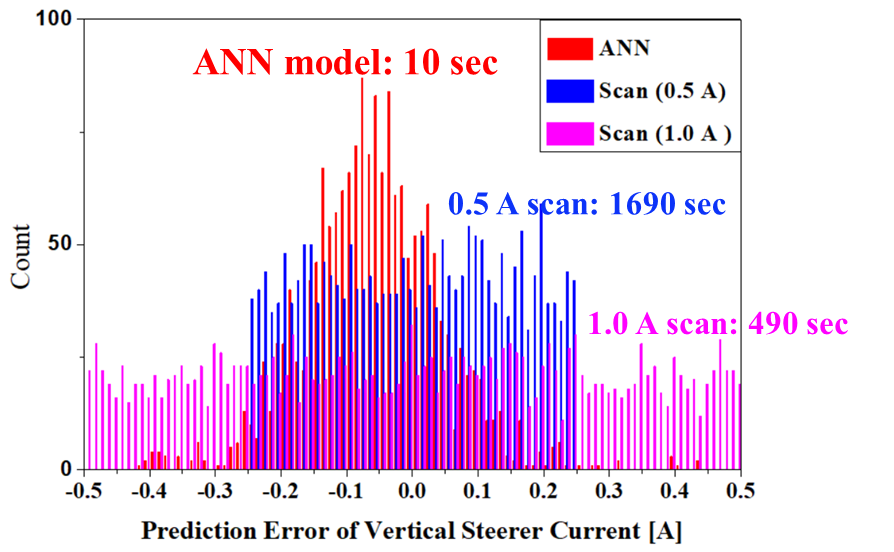 100
ANN model: 10 sec
ANN
Scan (0.5 A)
Scan (1.0 A )
0.5 A scan: 1690 sec
50
1.0 A scan: 490 sec
Count
0
-0.5 -0.4 -0.3 -0.2 -0.1 0.0 0.1 0.2 0.3 0.4 0.5
Prediction Error of Vertical Steerer Current [A]